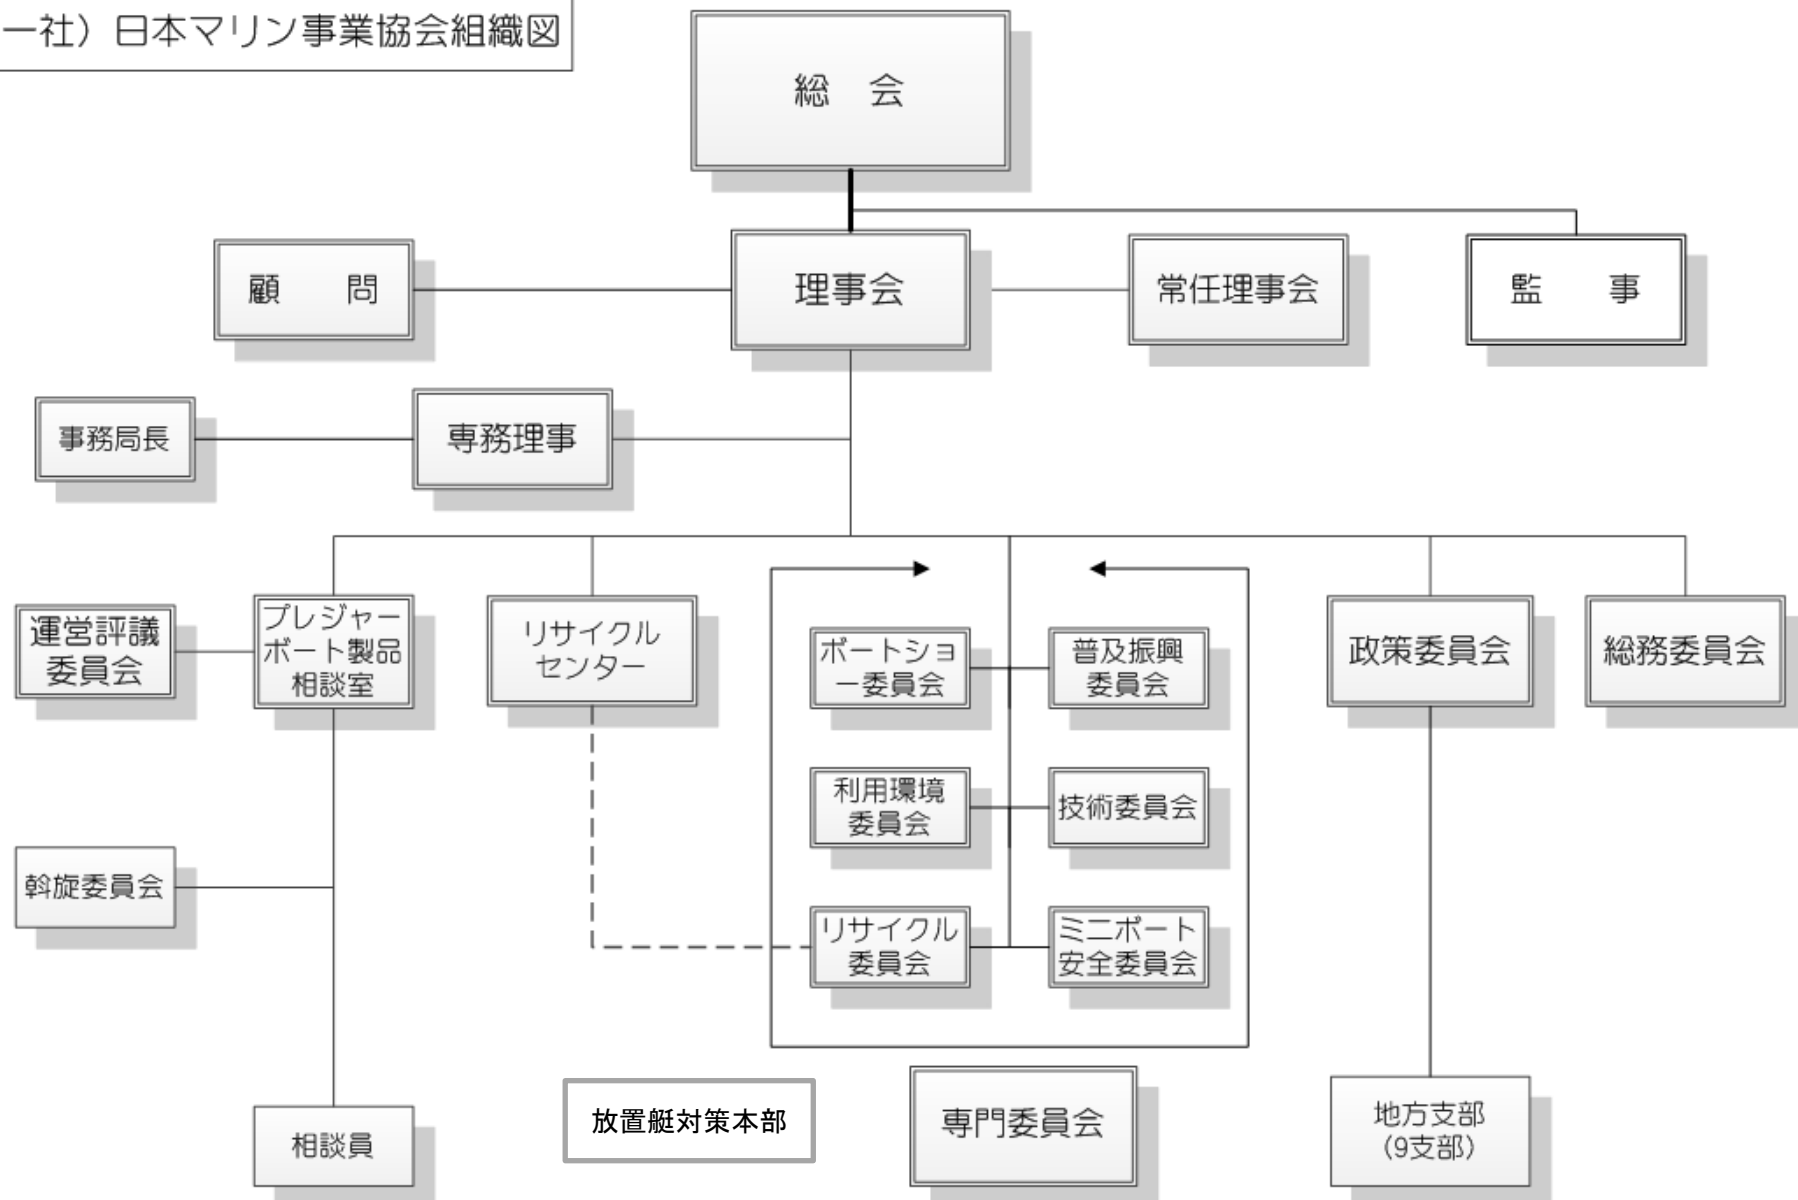 一社）日本マリン事業協会組織図
総　会
顧　　問
理事会
常任理事会
監　　事
事務局長
専務理事
運営評議
委員会
プレジャー
ボート製品
相談室
リサイクル
センター
ボートショ
ー委員会
普及振興
委員会
政策委員会
総務委員会
利用環境
委員会
技術委員会
斡旋委員会
リサイクル
委員会
ミニボート
安全委員会
相談員
放置艇対策本部
専門委員会
地方支部
（9支部）